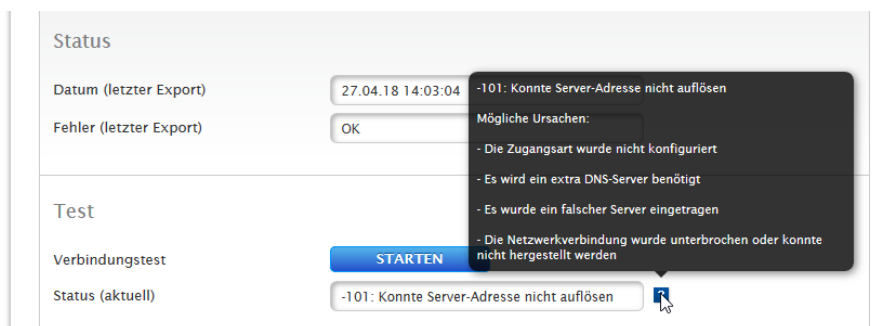 Status
Datum (letzter Export)
27.04.18 14:03:04
Fehler (letzter Export)
OK
-101: Konnte Server-Adresse nicht auflösen
Mögliche Ursachen:
- Die Zugangsart wurde nicht konfiguriert
- Es wird ein extra DNS-Server benötigt
- Es wurde ein falscher Server eingetragen
- Die Netzwerkverbindung wurde unterbrochen oder konnte
nicht hergestellt werden
Test
Verbindungstest
STARTEN
Status (aktuell)
-101: Konnte Server-Adresse nicht auflösen
?